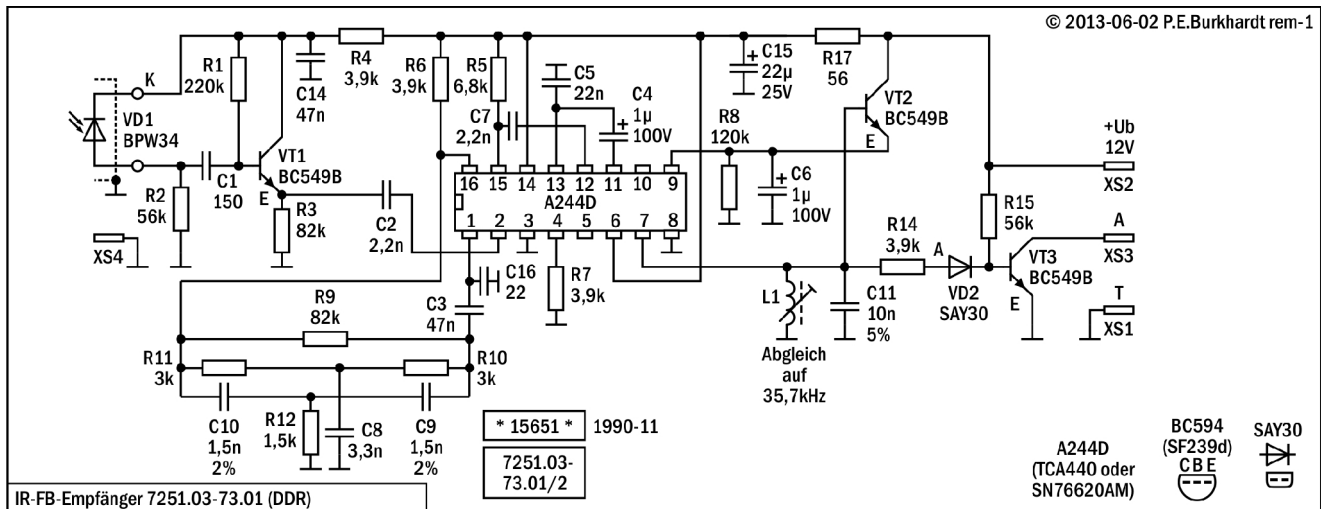 © 2013-06-02 P.E.Burkhardt rem-1
K
VD1
BPW34
R1
220k
C14
47n
R4
3,9k
R6
3,9k
R5
6,8k
C7
2,2n
C5
22n
C4
1µ
100V
+
C15
22µ
25V
+
R17
56
VT2
BC549B
E
R8
120k
C6
1µ
100V
+
+Ub
12V
XS2
R2
56k
C1
150
VT1
BC549B
E
R3
82k
C2
2,2n
XS4
16 15 14 13 12 11 10 9
A244D
1 2 3 4 5 6 7 8
C16
22
C3
47n
R7
3,9k
L1
Abgleich
auf
35,7kHz
C11
10n
5%
R14
3,9k
A
VD2
SAY30
R15
56k
A
XS3
VT3
BC549B
E
T
XS1
R9
82k
R11
3k
R10
3k
C10
1,5n
2%
R12
1,5k
C8
3,3n
C9
1,5n
2%
* 15651 * 1990-11
7251.03-
73.01/2
A244D
(TCA440 oder
SN76620AM)
BC594
(SF239d)
C B E
SAY30
IR-FB-Empfänger 7251.03-73.01 (DDR)